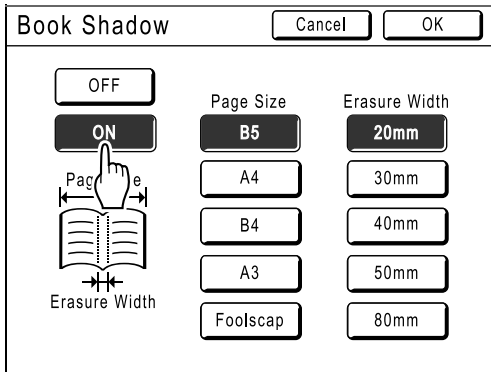 Book Shadow
Cancel
OK
OFF
ON
Page Size
B5
A4
B4
A3
Foolscap
Erasure Width
20mm
30mm
40mm
50mm
80mm
Erasure Width